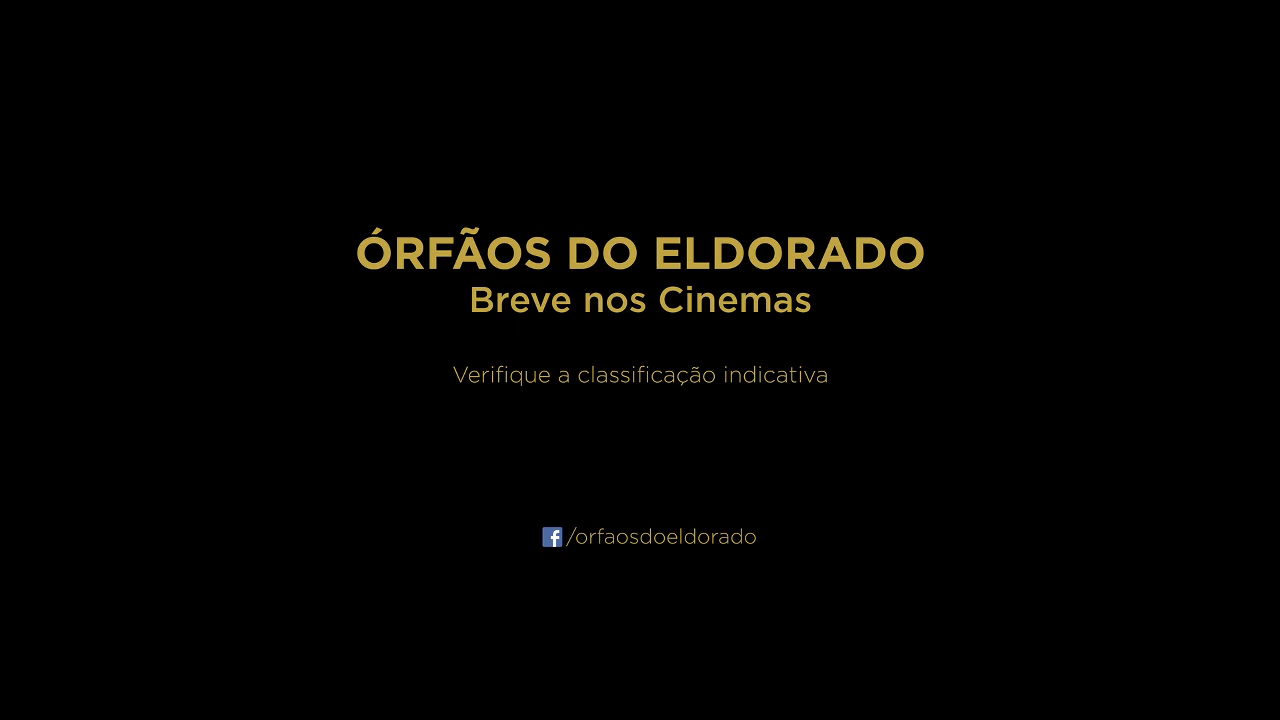 ÓRFÃOS DO ELDORADO
Breve nos Cinemas
Verifique a classificação indicativa
f /orfaosdoeldorado